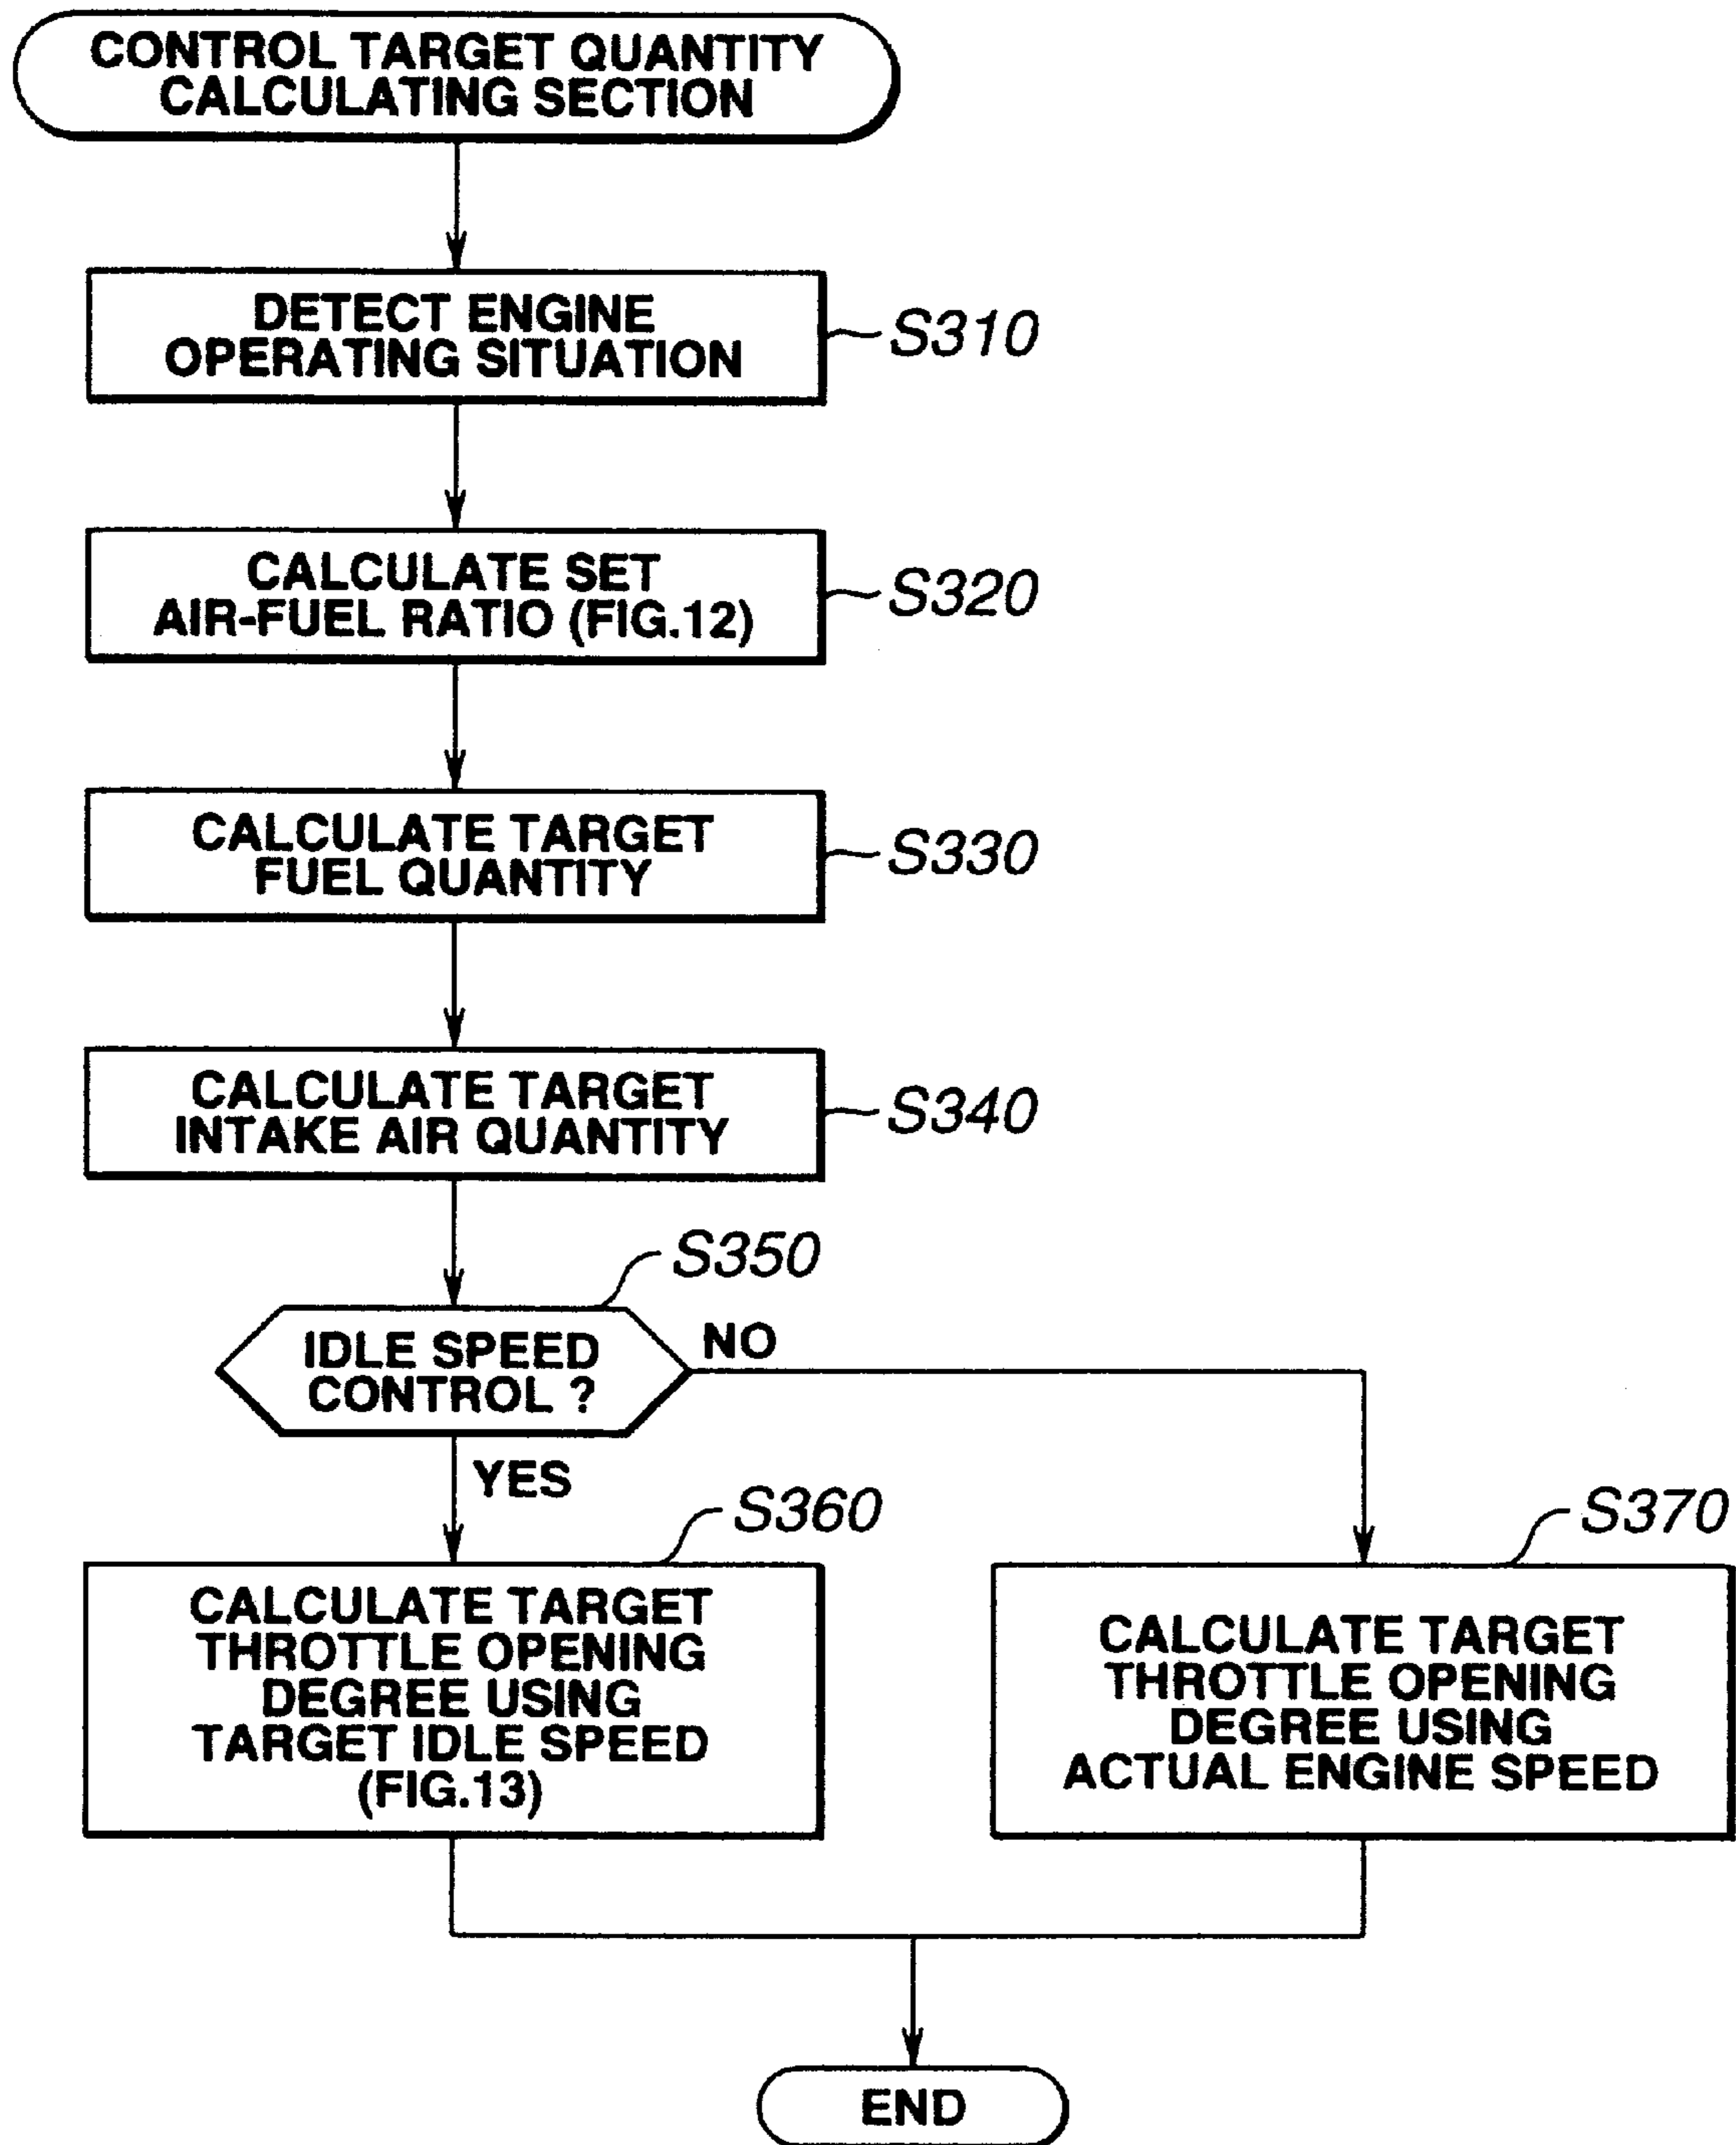 CONTROL TARGET QUANTITY
CALCULATING SECTION
DETECT ENGINE
OPERATING SITUATION
S310
CALCULATE SET
AIR-FUEL RATIO (FIG.12)
S320
CALCULATE TARGET
FUEL QUANTITY
S330
CALCULATE TARGET
INTAKE AIR QUANTITY
S340
S350
IDLE SPEED
CONTROL ?
NO
YES
S360
CALCULATE TARGET
THROTTLE OPENING
DEGREE USING
TARGET IDLE SPEED
(FIG.13)
S370
CALCULATE TARGET
THROTTLE OPENING
DEGREE USING
ACTUAL ENGINE SPEED
END